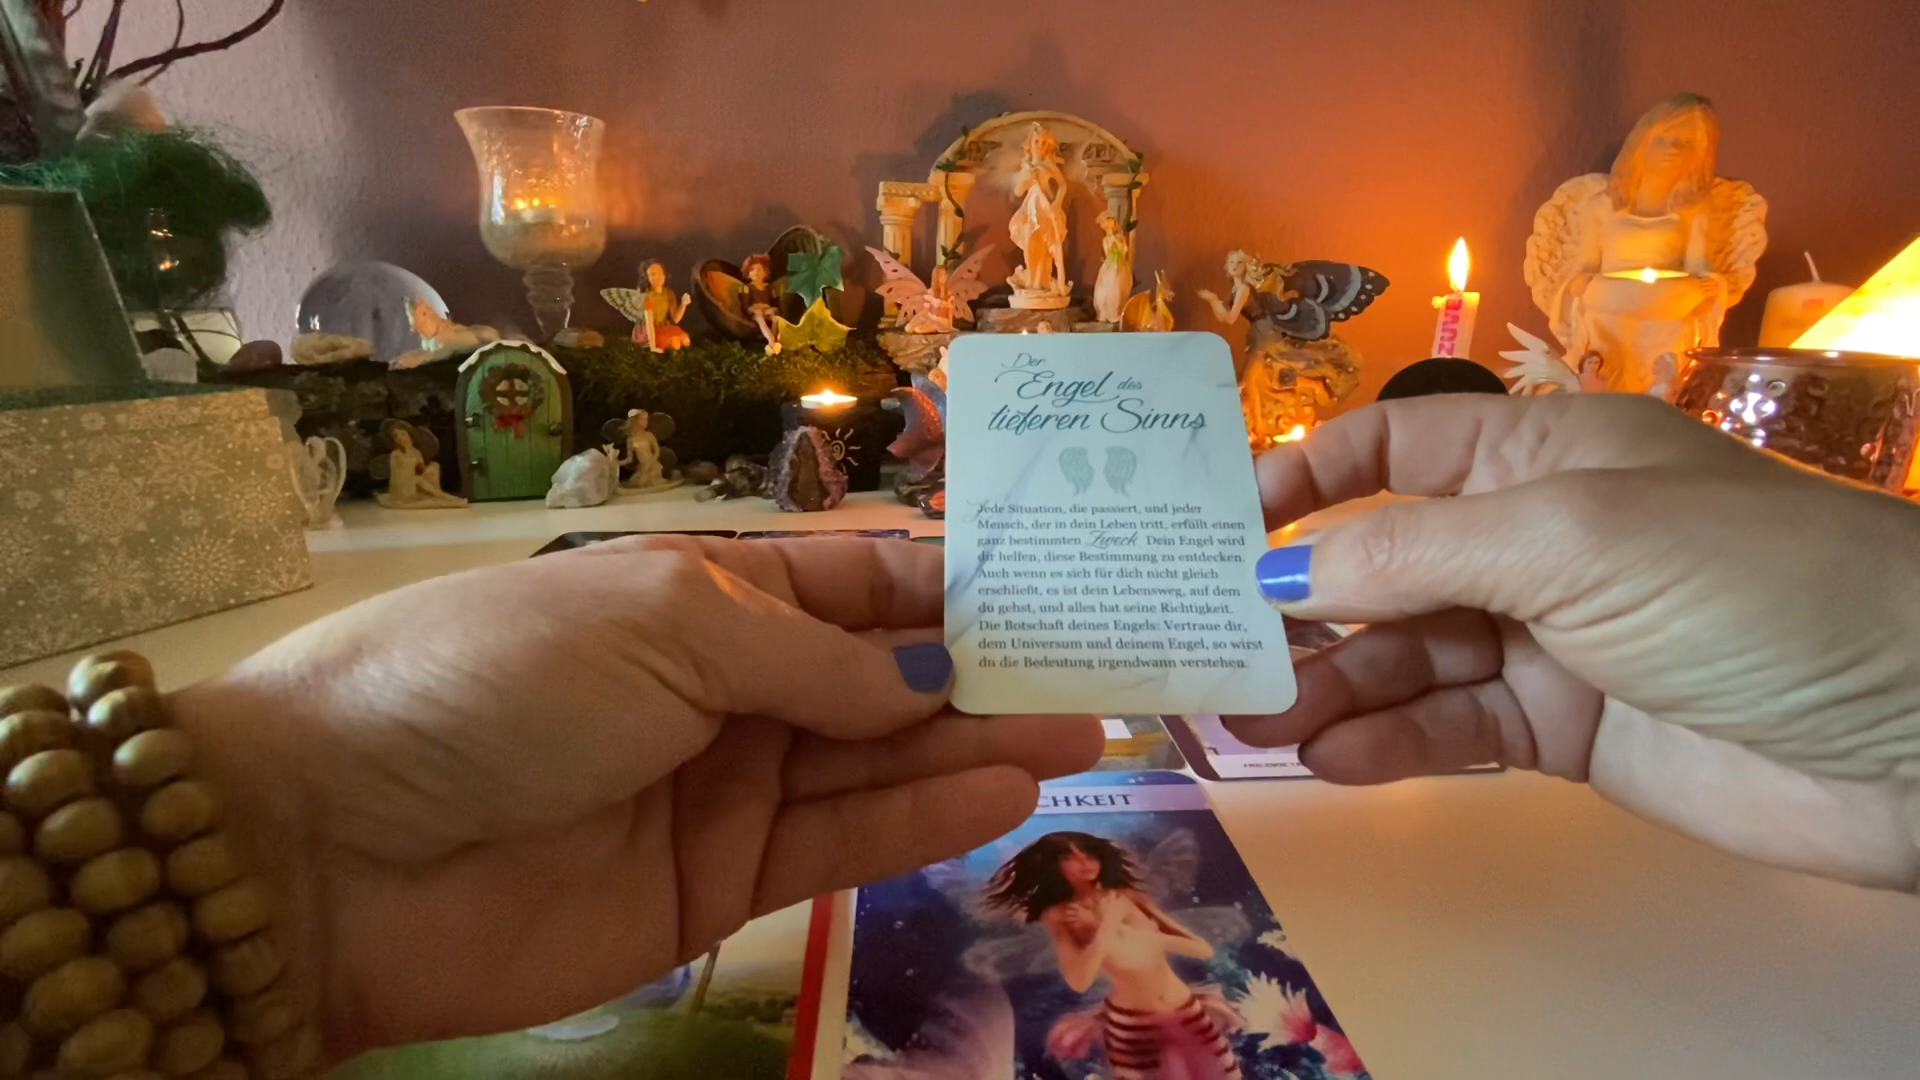 Der
Engel des
tieferen Sinns
Jede Situation, die passiert, und jeder
Mensch, der in dein Leben tritt, erfüllt einen
ganz bestimmten Zweck. Dein Engel wird
dir helfen, diese Bestimmung zu entdecken.
Auch wenn es sich für dich nicht gleich
erschließt, es ist dein Lebensweg, auf dem
du gehst, und alles hat seine Richtigkeit.
Die Botschaft deines Engels: Vertraue dir,
dem Universum und deinem Engel, so wirst
du die Bedeutung irgendwann verstehen.
CHKEIT